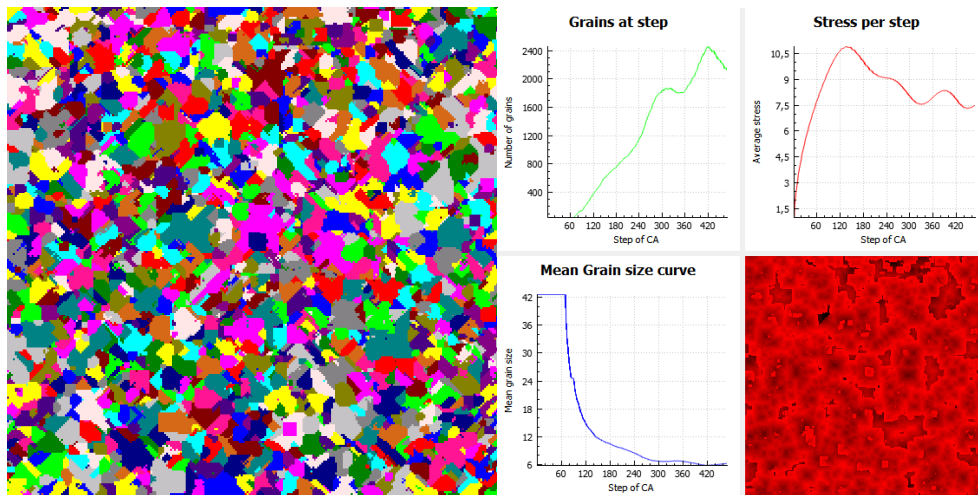 Grains at step
Number of grains
2400
2000
1600
1200
800
400
60 120 180 240 300 360 420
Step of CA
Stress per step
Average stress
10,5
9
7,5
6
4,5
3
1,5
60 120 180 240 300 360 420
Step of CA
Mean Grain size curve
Mean grain size
42
36
30
24
18
12
6
60 120 180 240 300 360 420
Step of CA